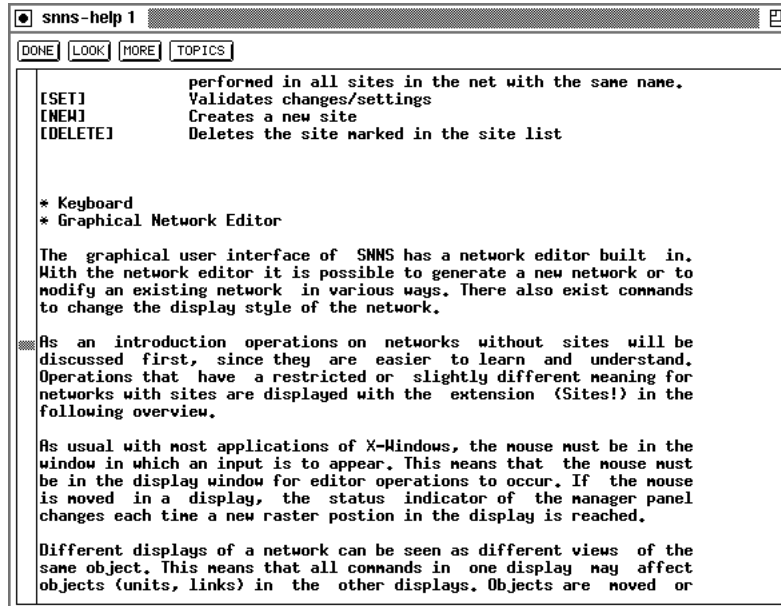 snns-help 1
DONE LOOK MORE TOPICS
performed in all sites in the net with the same name.
[SET] Validates changes/settings
[NEW] Creates a new site
[DELETE] Deletes the site marked in the site list
* Keyboard
* Graphical Network Editor
The graphical user interface of SNNS has a network editor built in.
With the network editor it is possible to generate a new network or to
modify an existing network in various ways. There also exist commands
to change the display style of the network.
As an introduction operations on networks without sites will be
discussed first, since they are easier to learn and understand.
Operations that have a restricted or slightly different meaning for
networks with sites are displayed with the extension (Sites!) in the
following overview.
As usual with most applications of X-Windows, the mouse must be in the
window in which an input is to appear. This means that the mouse must
be in the display window for editor operations to occur. If the mouse
is moved in a display, the status indicator of the manager panel
changes each time a new raster postion in the display is reached.
Different displays of a network can be seen as different views of the
same object. This means that all commands in one display may affect
objects (units, links) in the other displays. Objects are moved or